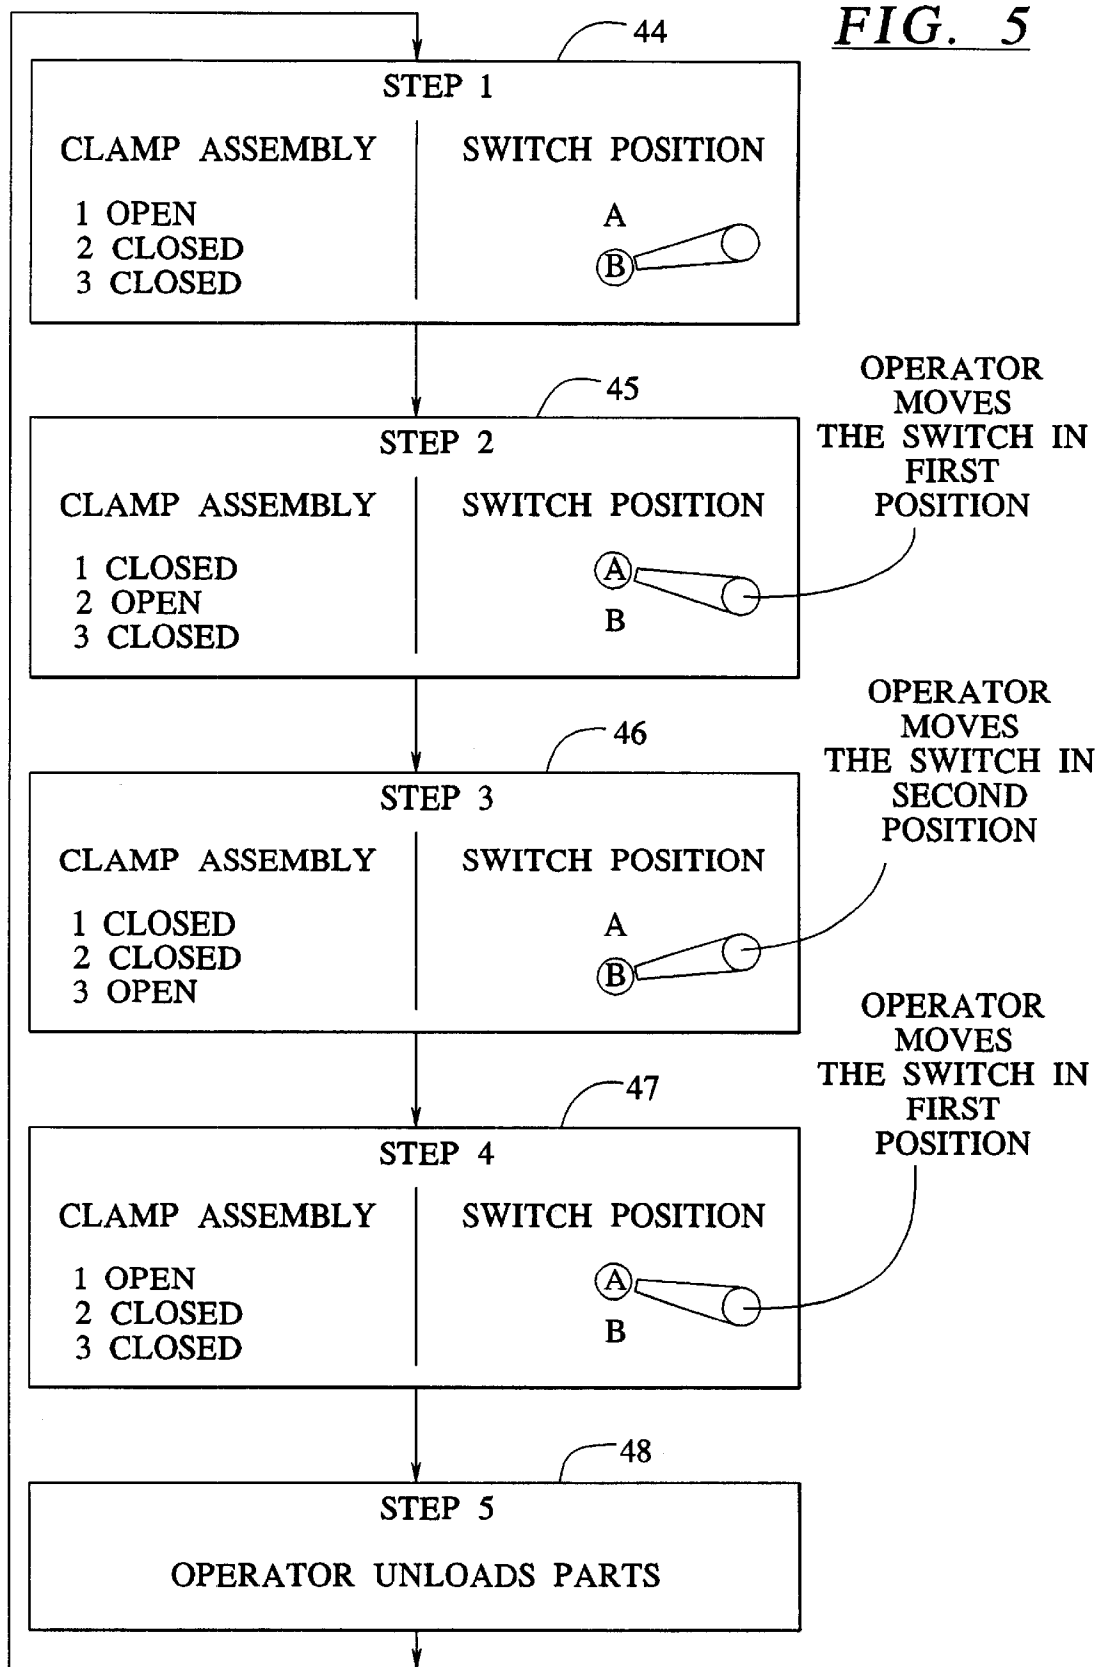 FIG. 5
44
STEP 1
CLAMP ASSEMBLY
1 OPEN
2 CLOSED
3 CLOSED
SWITCH POSITION
A
B
45
STEP 2
CLAMP ASSEMBLY
1 CLOSED
2 OPEN
3 CLOSED
SWITCH POSITION
A
B
OPERATOR
MOVES
THE SWITCH IN
FIRST
POSITION
46
STEP 3
CLAMP ASSEMBLY
1 CLOSED
2 CLOSED
3 OPEN
SWITCH POSITION
A
B
OPERATOR
MOVES
THE SWITCH IN
SECOND
POSITION
47
STEP 4
CLAMP ASSEMBLY
1 OPEN
2 CLOSED
3 CLOSED
SWITCH POSITION
A
B
OPERATOR
MOVES
THE SWITCH IN
FIRST
POSITION
48
STEP 5
OPERATOR UNLOADS PARTS